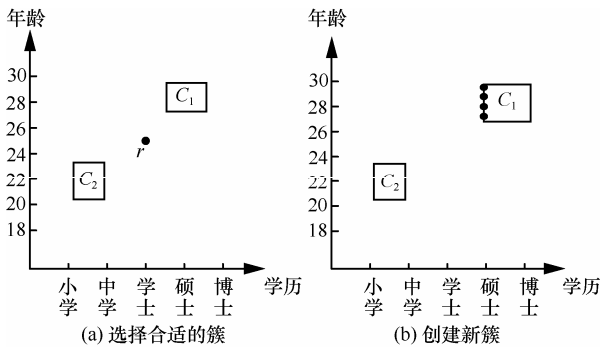 年龄
30
28
26
24
22
20
18
C1
r
C2
小学 中学 学士 硕士 博士 学历
(a) 选择合适的簇
年龄
30
28
26
24
22
20
18
C1
C2
小学 中学 学士 硕士 博士 学历
(b) 创建新簇